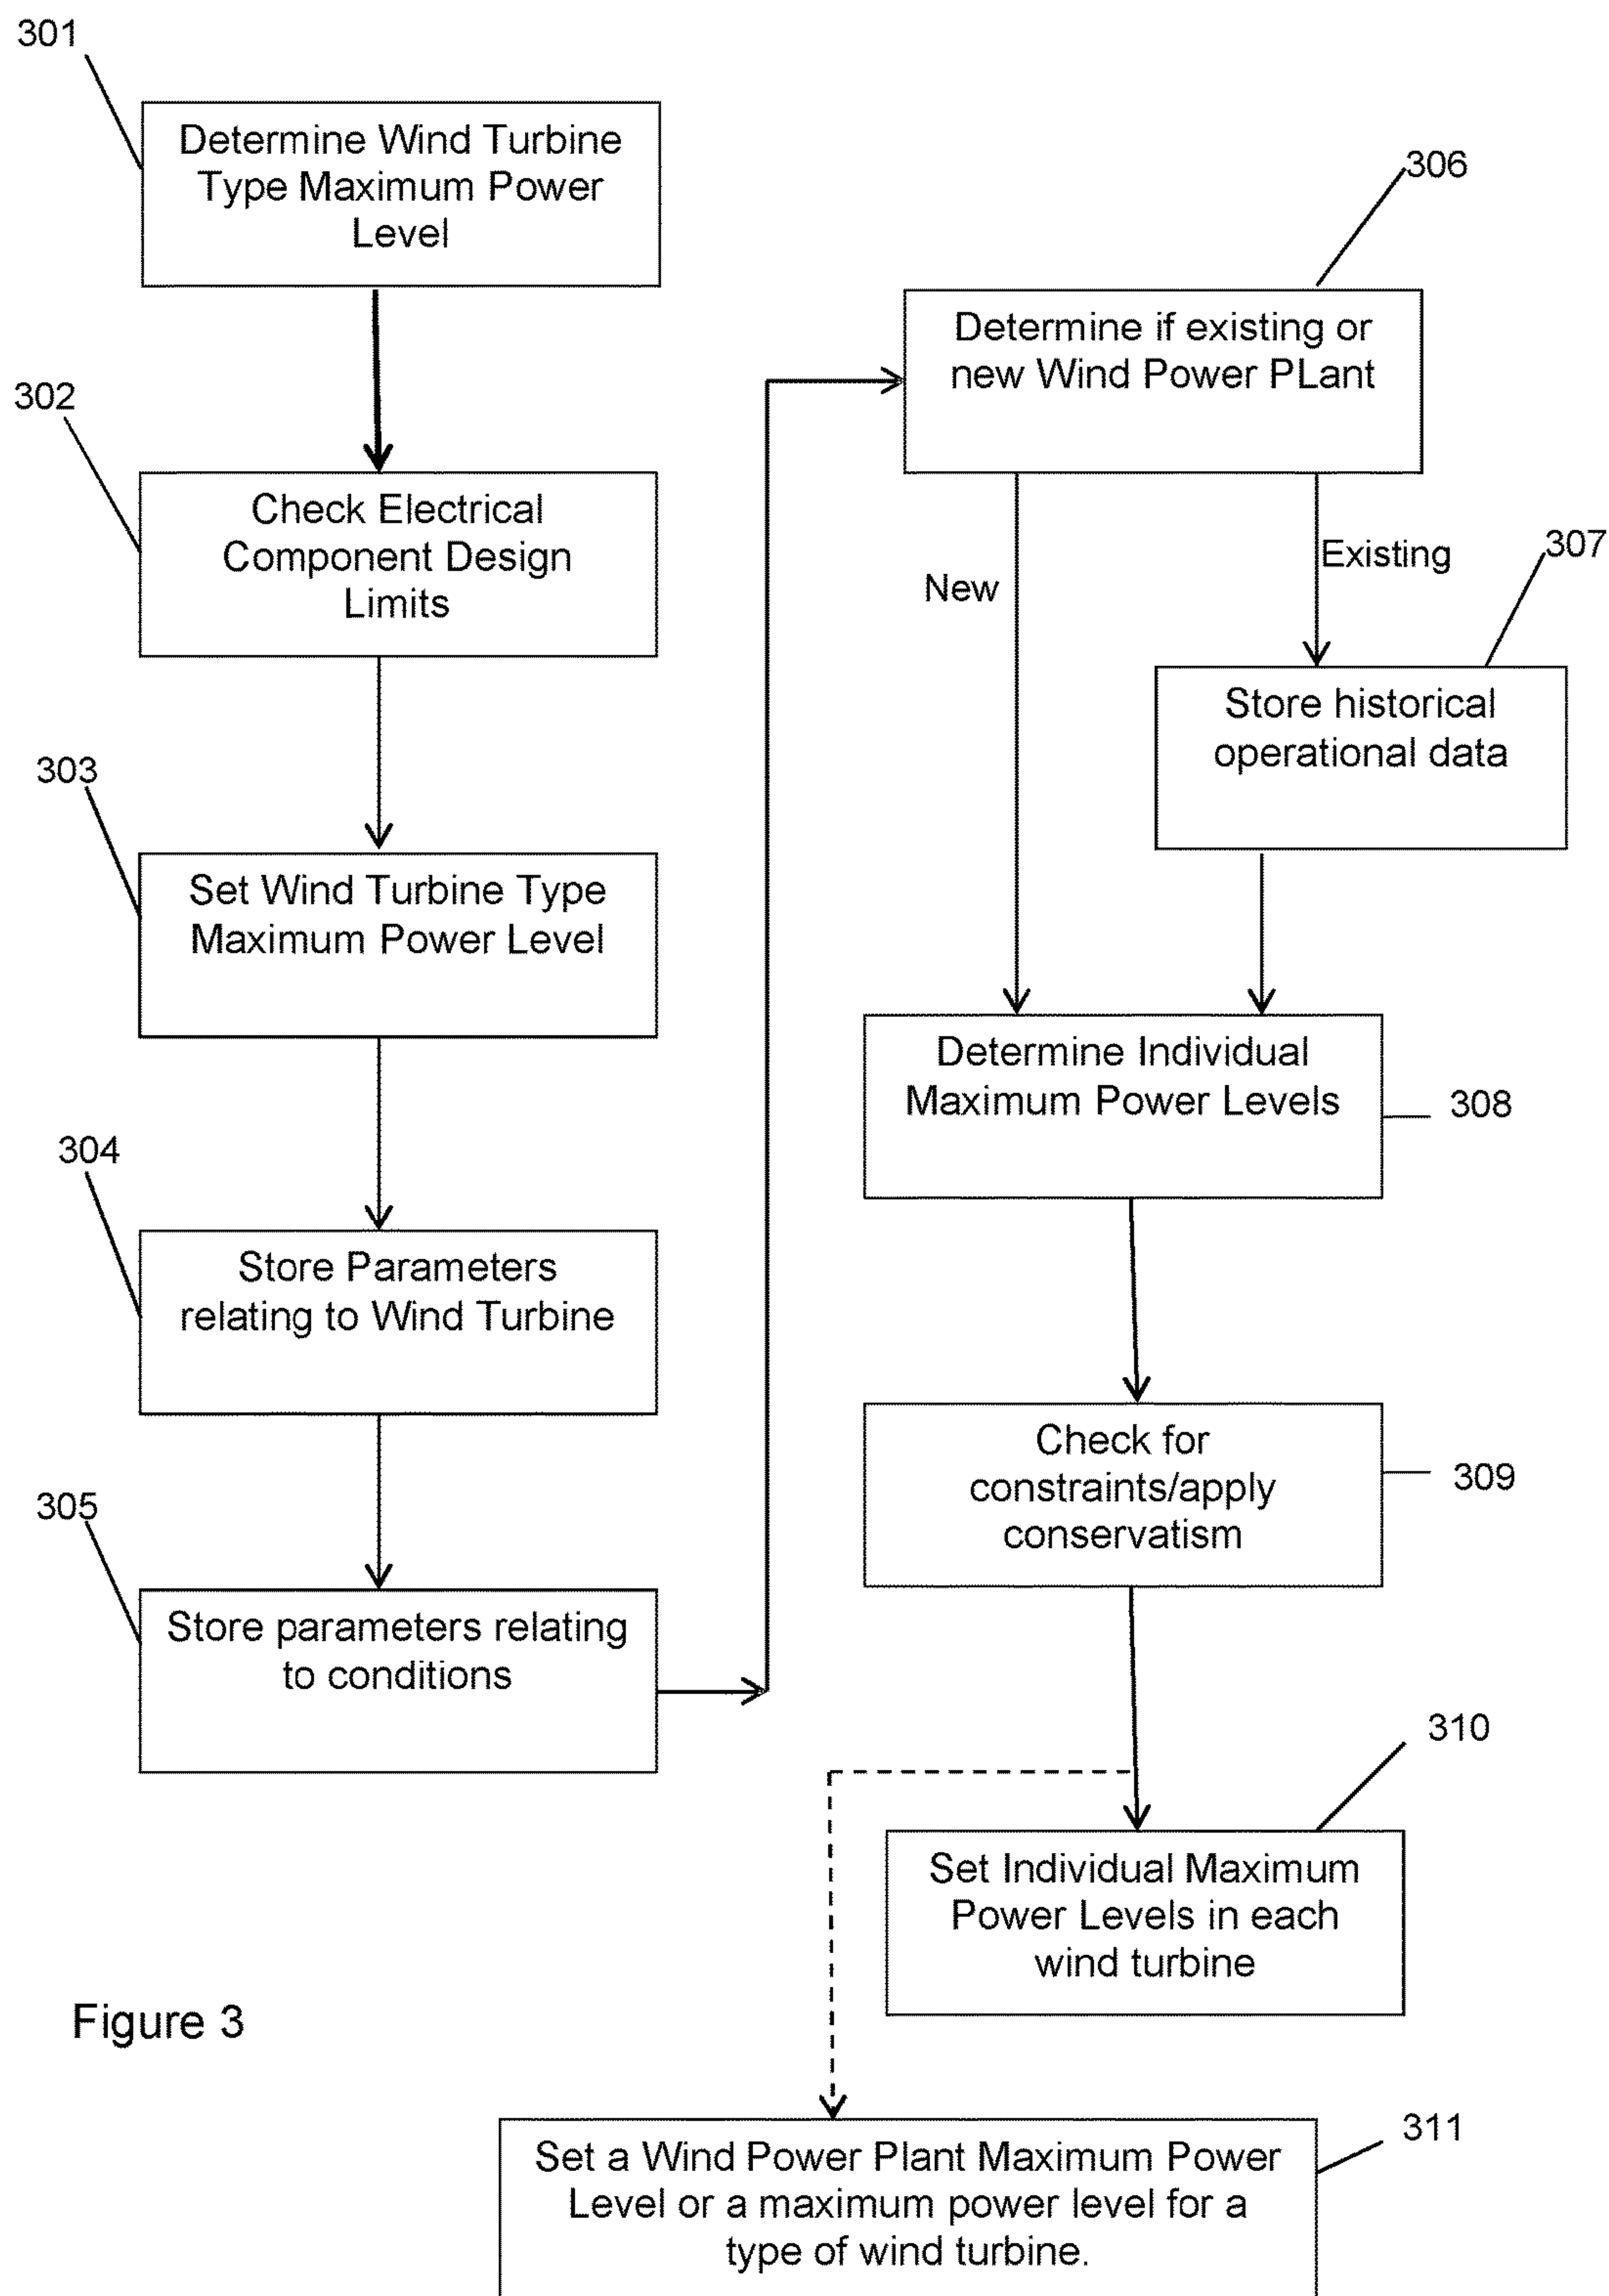 301
Determine Wind Turbine
Type Maximum Power
Level
302
Check Electrical
Component Design
Limits
303
Set Wind Turbine Type
Maximum Power Level
304
Store Parameters
relating to Wind Turbine
305
Store parameters relating
to conditions
306
Determine if existing or
new Wind Power PLant
New
Existing
307
Store historical
operational data
Determine Individual
Maximum Power Levels
308
Check for
constraints/apply
conservatism
309
310
Set Individual Maximum
Power Levels in each
wind turbine
Figure 3
311
Set a Wind Power Plant Maximum Power
Level or a maximum power level for a
type of wind turbine.